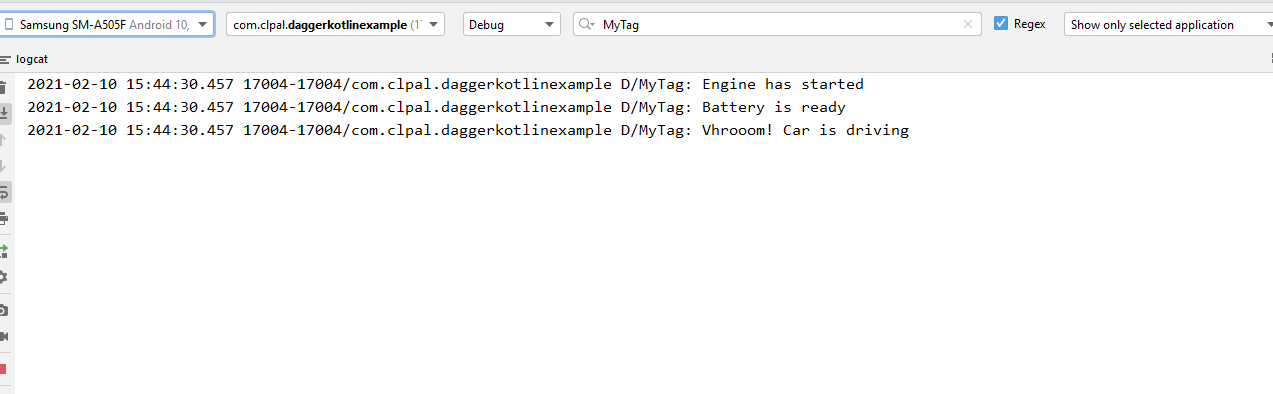 Samsung SM-A505F Android 10,
com.clpal.daggerkotlinexample (1
Debug
MyTag
Regex
Show only selected application
logcat
2021-02-10 15:44:30.457 17004-17004/com.clpal.daggerkotlinexample D/MyTag: Engine has started
2021-02-10 15:44:30.457 17004-17004/com.clpal.daggerkotlinexample D/MyTag: Battery is ready
2021-02-10 15:44:30.457 17004-17004/com.clpal.daggerkotlinexample D/MyTag: Vhrooom! Car is driving